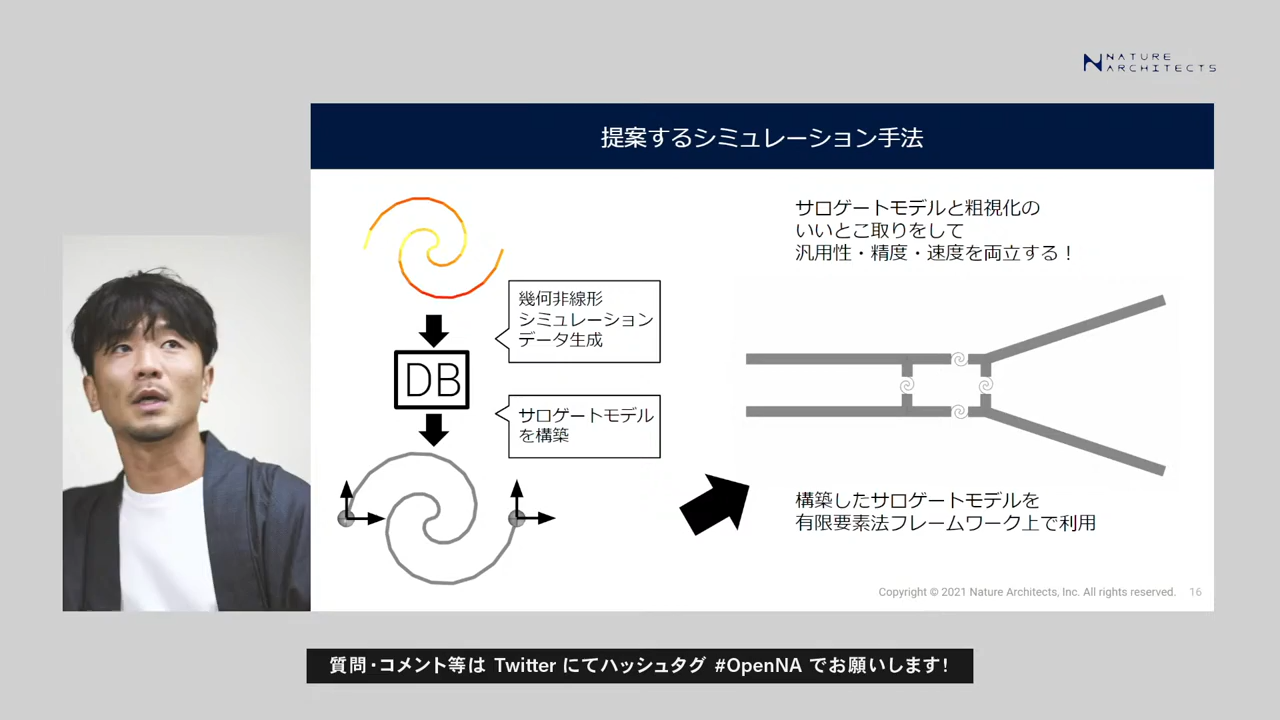 NATURE
ARCHITECTS
提案するシミュレーション手法
サロゲートモデルと粗視化の
いいとこ取りをして
汎用性・精度・速度を両立する！
幾何非線形
シミュレーション
データ生成
DB
サロゲートモデル
を構築
構築したサロゲートモデルを
有限要素法フレームワーク上で利用
Copyright © 2021 Nature Architects, Inc. All rights reserved. 16
質問・コメント等は Twitter にてハッシュタグ #OpenNA でお願いします！